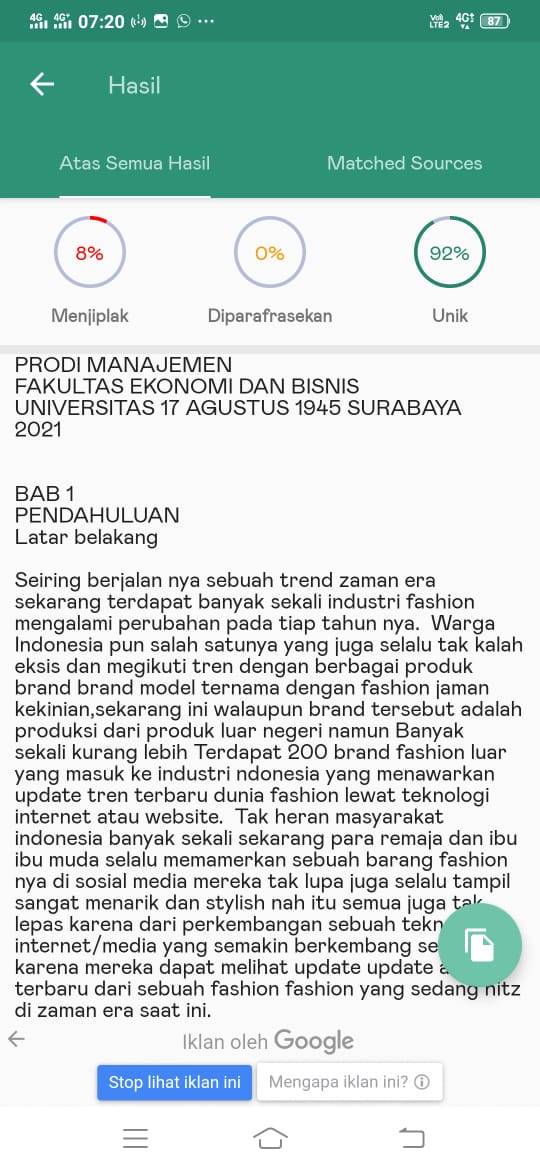 4G 4G+ 07:20 ... Vo) LTE2 4G+ 87
Hasil
Atas Semua Hasil Matched Sources
8% 0% 92%
Menjiplak Diparafrasekan Unik
PRODI MANAJEMEN
FAKULTAS EKONOMI DAN BISNIS
UNIVERSITAS 17 AGUSTUS 1945 SURABAYA
2021
BAB 1
PENDAHULUAN
Latar belakang
Seiring berjalan nya sebuah trend zaman era
sekarang terdapat banyak sekali industri fashion
mengalami perubahan pada tiap tahun nya. Warga
Indonesia pun salah satunya yang juga selalu tak kalah
eksis dan megikuti tren dengan berbagai produk
brand brand model ternama dengan fashion jaman
kekinian,sekarang ini walaupun brand tersebut adalah
produksi dari produk luar negeri namun Banyak
sekali kurang lebih Terdapat 200 brand fashion luar
yang masuk ke industri ndonesia yang menawarkan
update tren terbaru dunia fashion lewat teknologi
internet atau website. Tak heran masyarakat
indonesia banyak sekali sekarang para remaja dan ibu
ibu muda selalu memamerkan sebuah barang fashion
nya di sosial media mereka tak lupa juga selalu tampil
sangat menarik dan stylish nah itu semua juga tak
lepas karena dari perkembangan sebuah tekn
internet/media yang semakin berkembang se
karena mereka dapat melihat update update
terbaru dari sebuah fashion fashion yang sedang hitz
di zaman era saat ini.
Iklan oleh Google
Stop lihat iklan ini Mengapa iklan ini?